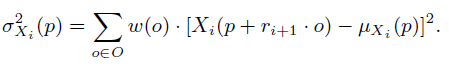 σ²_{X_i}(p) = ∑_{o∈O} w(o) · [X_i(p + r_{i+1} · o) − μ_{X_i}(p)]².